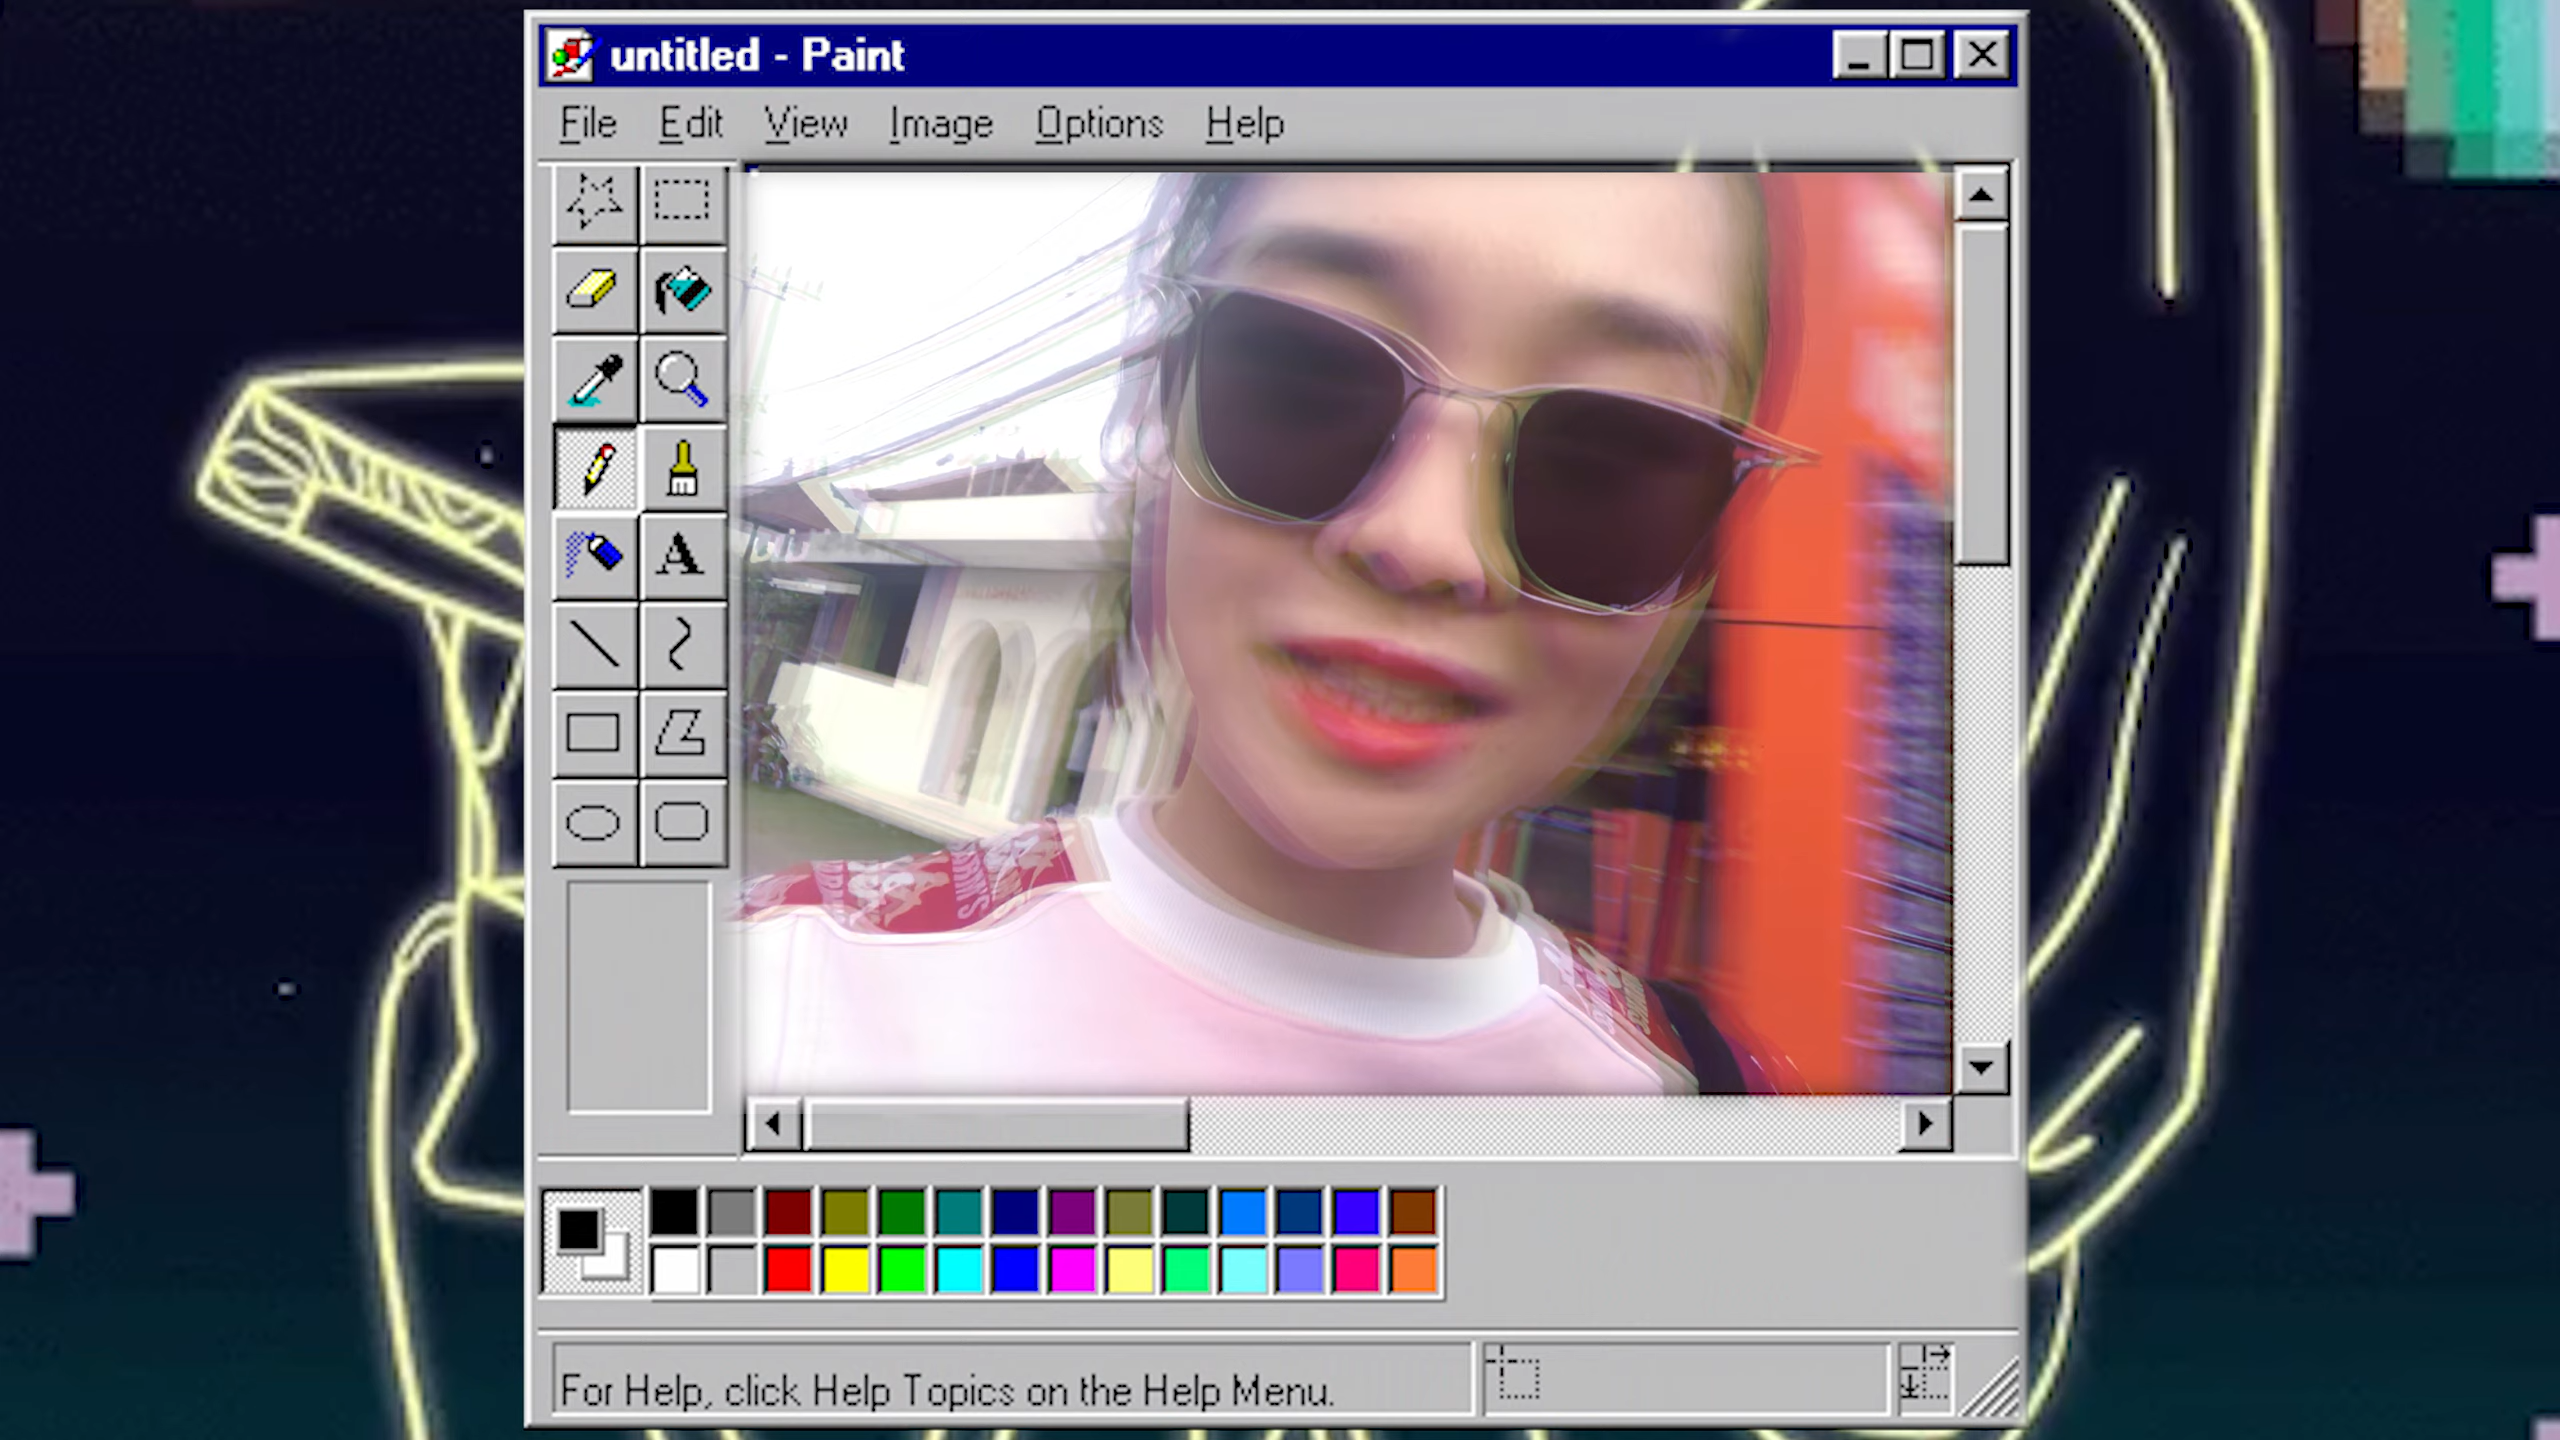 untitled - Paint
File Edit View Image Options Help
A
For Help, click Help Topics on the Help Menu.